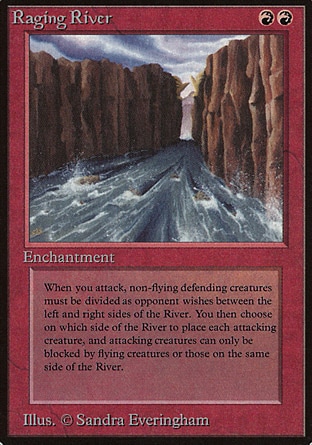 Raging River
Enchantment
When you attack, non-flying defending creatures
must be divided as opponent wishes between the
left and right sides of the River. You then choose
on which side of the River to place each attacking
creature, and attacking creatures can only be
blocked by flying creatures or those on the same
side of the River.
Illus. © Sandra Everingham